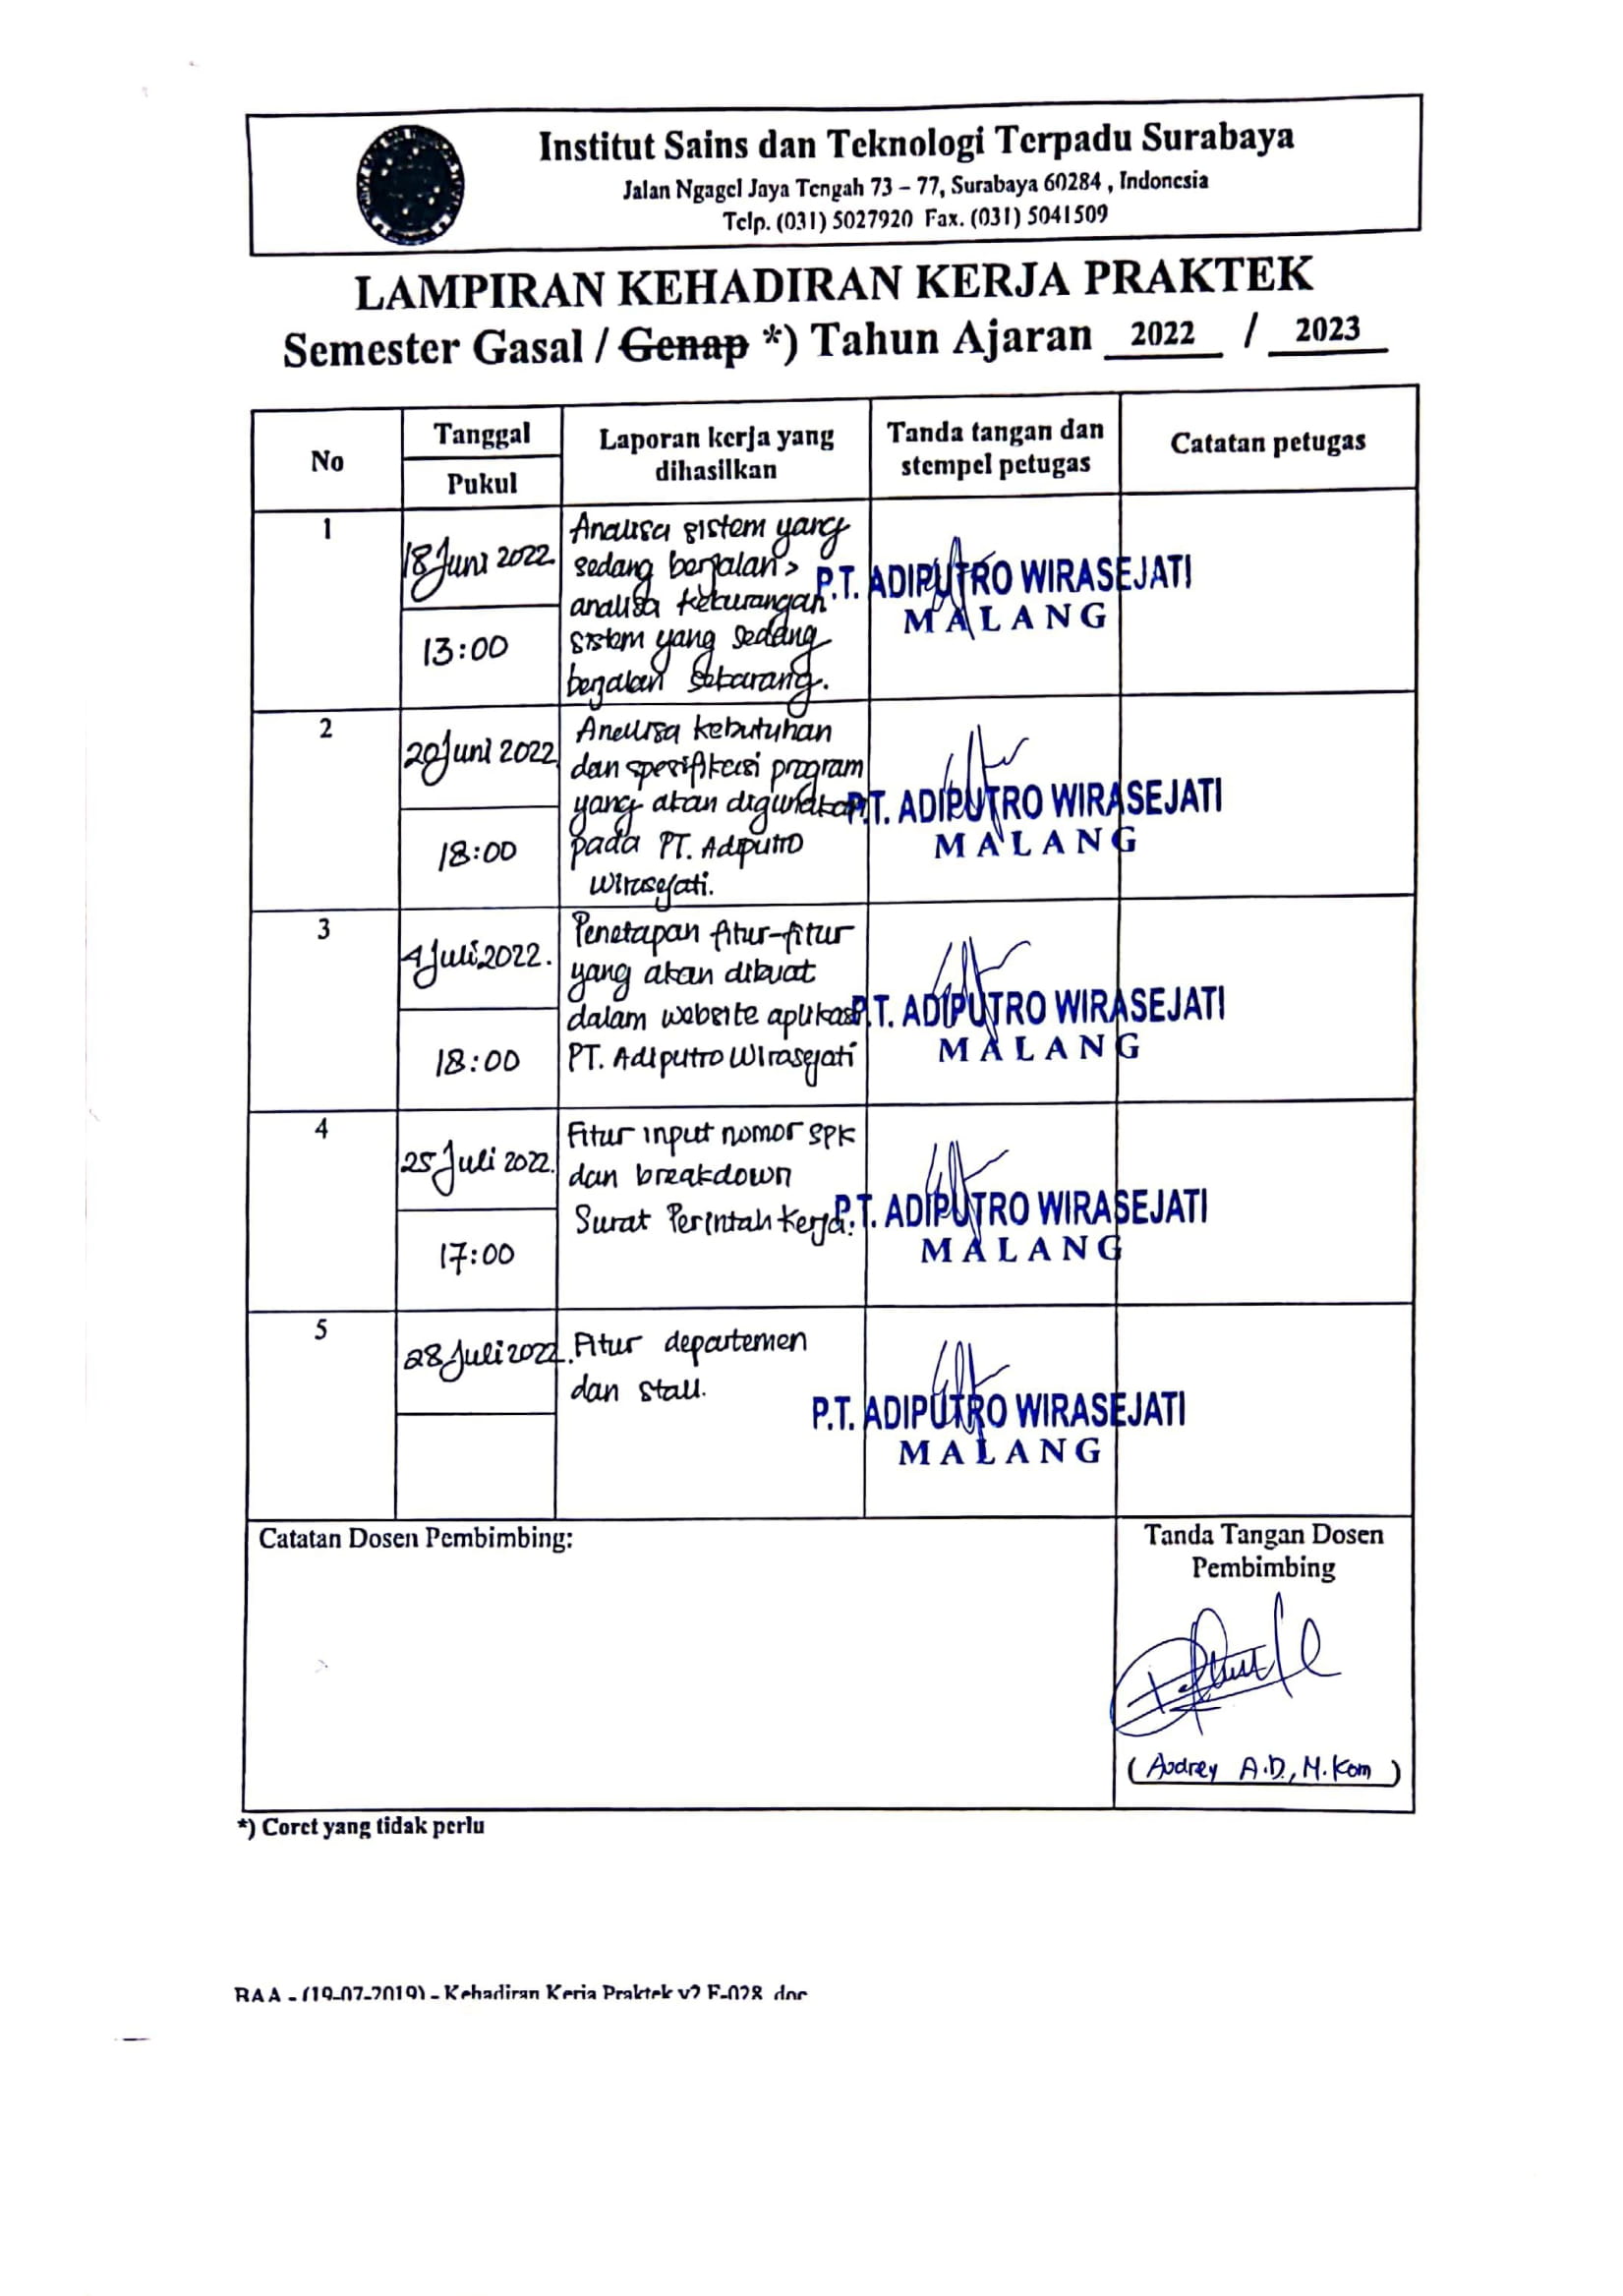 Institut Sains dan Teknologi Terpadu Surabaya
Jalan Ngagel Jaya Tengah 73 – 77, Surabaya 60284 , Indonesia
Telp. (031) 5027920 Fax. (031) 5041509
LAMPIRAN KEHADIRAN KERJA PRAKTEK
Semester Gasal / Genap *) Tahun Ajaran 2022 / 2023
No
Tanggal
Pukul
Laporan kerja yang
dihasilkan
Tanda tangan dan
stempel petugas
Catatan petugas
1
18 Juni 2022
13:00
Analisa sistem yang
sedang berjalan >
analisa kekurangan
sistem yang sedang
berjalan sekarang.
P.T. ADIPUTRO WIRASEJATI
MALANG
2
20 Juni 2022
18:00
Analisa kebutuhan
dan spesifikasi program
yang akan digunakan
pada PT. Adiputro
Wirasejati.
P.T. ADIPUTRO WIRASEJATI
MALANG
3
4 Juli 2022.
18:00
Penetapan fitur-fitur
yang akan dibuat
dalam website aplikasi
PT. Adiputro Wirasejati
P.T. ADIPUTRO WIRASEJATI
MALANG
4
25 Juli 2022.
17:00
Fitur input nomor SPK
dan breakdown
Surat Perintah Kerja.
P.T. ADIPUTRO WIRASEJATI
MALANG
5
28 Juli 2022.
Fitur departemen
dan stall.
P.T. ADIPUTRO WIRASEJATI
MALANG
Catatan Dosen Pembimbing:
Tanda Tangan Dosen
Pembimbing
( Audrey A.D., M.Kom )
*) Coret yang tidak perlu
BAA - (19-07-2019) - Kehadiran Kerja Praktek v2 F-028 doc